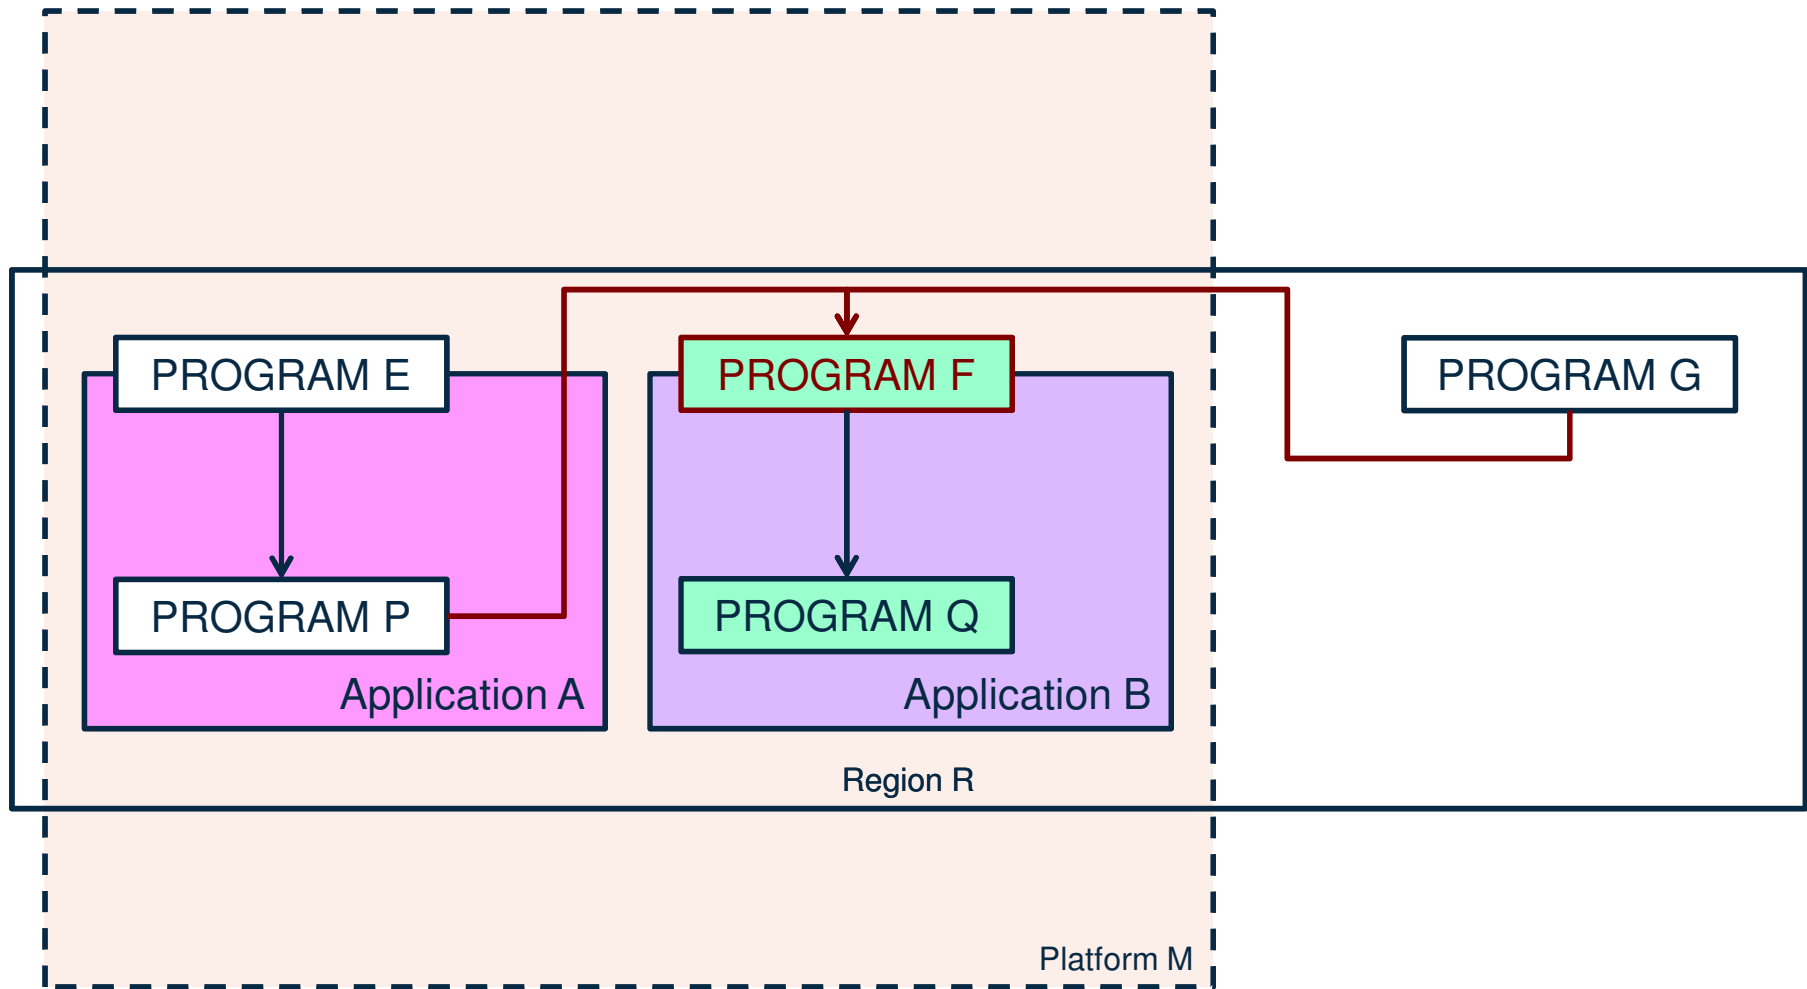 PROGRAM E
PROGRAM F
PROGRAM G
PROGRAM P
PROGRAM Q
Application A
Application B
Region R
Platform M